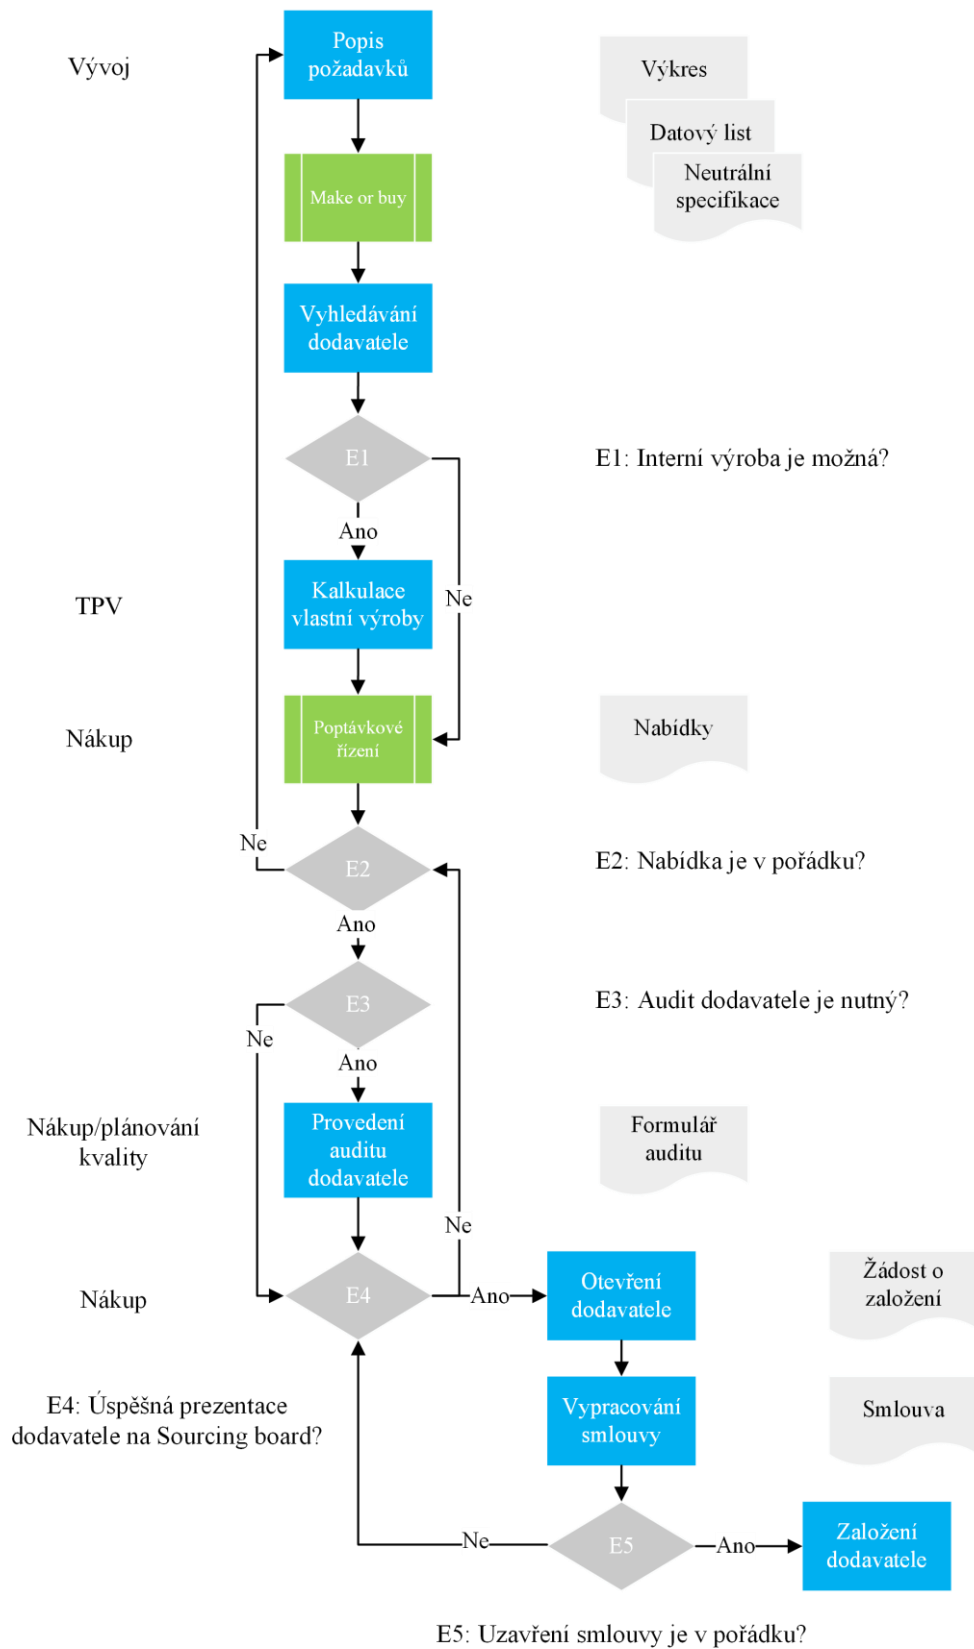 Popis
požadavků
Vývoj
Výkres
Datový list
Neutrální
specifikace
Make or buy
Vyhledávání
dodavatele
E1
E1: Interní výroba je možná?
Ano
Kalkulace
vlastní výroby
Ne
TPV
Nákup
Poptávkové
řízení
Nabídky
Ne
E2
E2: Nabídka je v pořádku?
Ano
E3
E3: Audit dodavatele je nutný?
Ne
Ano
Nákup/plánování
kvality
Provedení
auditu
dodavatele
Formulář
auditu
Ne
Nákup
E4
Ano
Otevření
dodavatele
Žádost o
založení
E4: Úspěšná prezentace
dodavatele na Sourcing board?
Vypracování
smlouvy
Smlouva
Ne
E5
Ano
Založení
dodavatele
E5: Uzavření smlouvy je v pořádku?